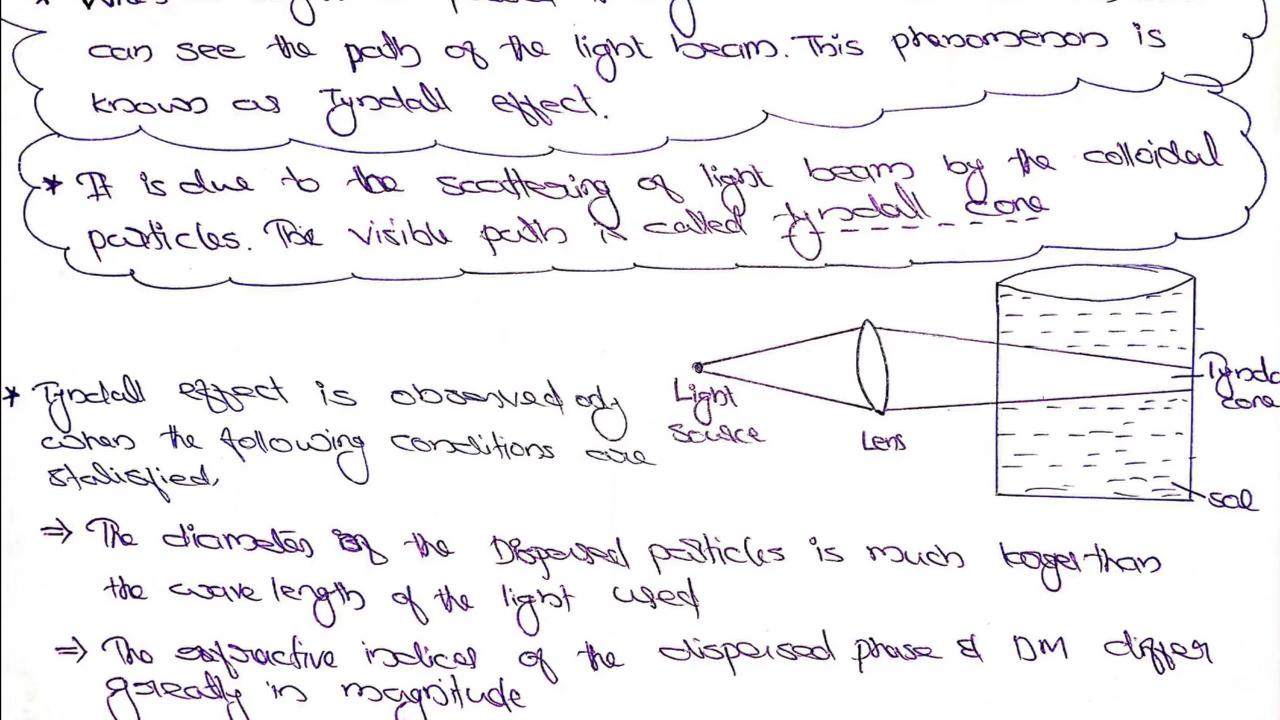 can see the path of the light beam. This phenomenon is
known as Tyndall effect.
* It is due to the scattering of light beam by the colloidal
particles. The visible path is called tyndall cone
* Tyndall effect is observed only
when the following conditions are
statisfied,
Light
source
Lens
Tynda
cone
sol
⇒ The diameter of the Dispersed particles is much larger than
the wave length of the light used
⇒ The refractive indices of the dispersed phase & DM differ
greatly in magnitude